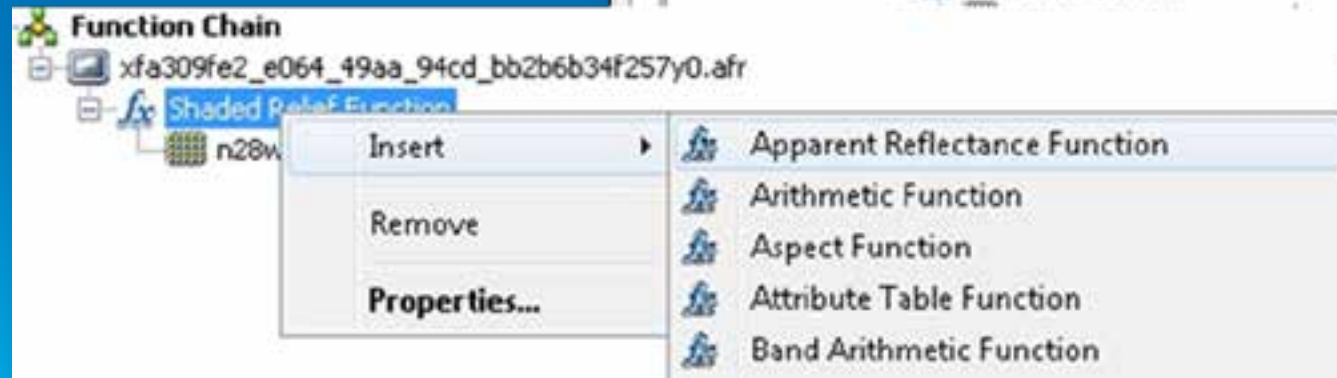 Function Chain
xfa309fe2_e064_49aa_94cd_bb2b6b34f257y0.afr
Shaded Relief Function
n28w
Insert
Remove
Properties...
Apparent Reflectance Function
Arithmetic Function
Aspect Function
Attribute Table Function
Band Arithmetic Function